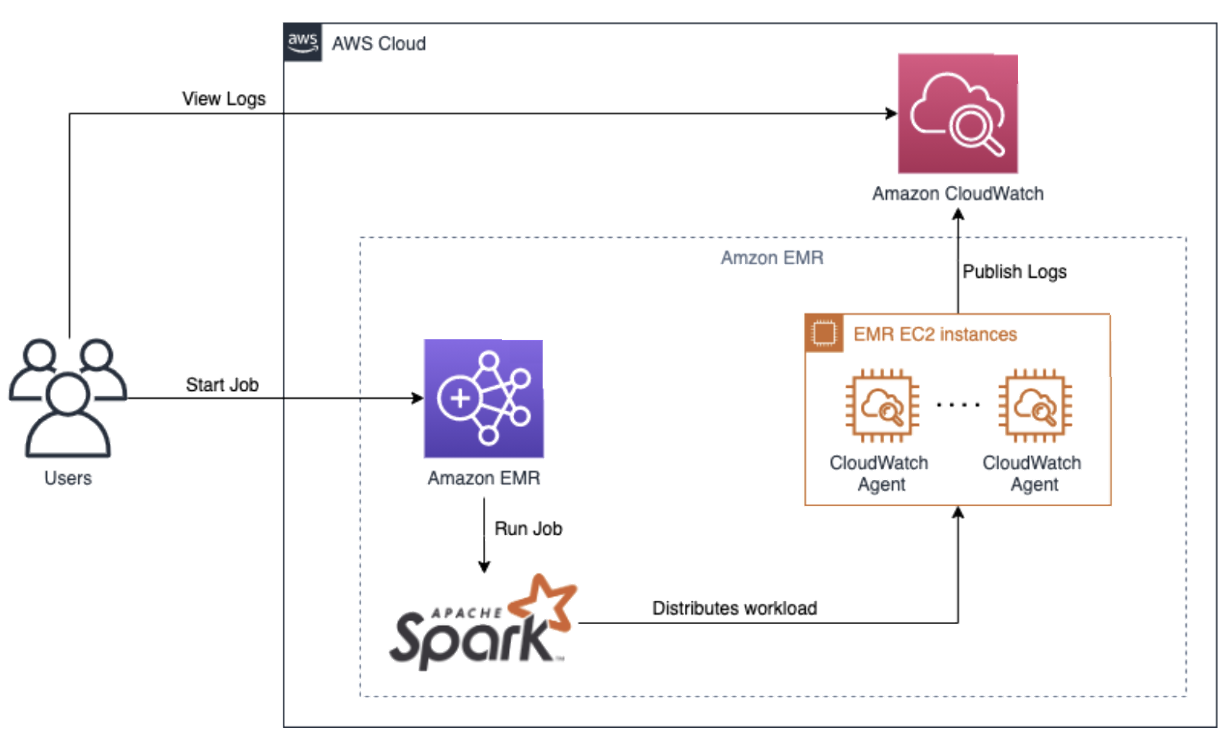 aws
AWS Cloud
View Logs
Amazon CloudWatch
Amzon EMR
Publish Logs
EMR EC2 instances
Start Job
CloudWatch
Agent
CloudWatch
Agent
Users
Amazon EMR
Run Job
APACHE
Spark™
Distributes workload